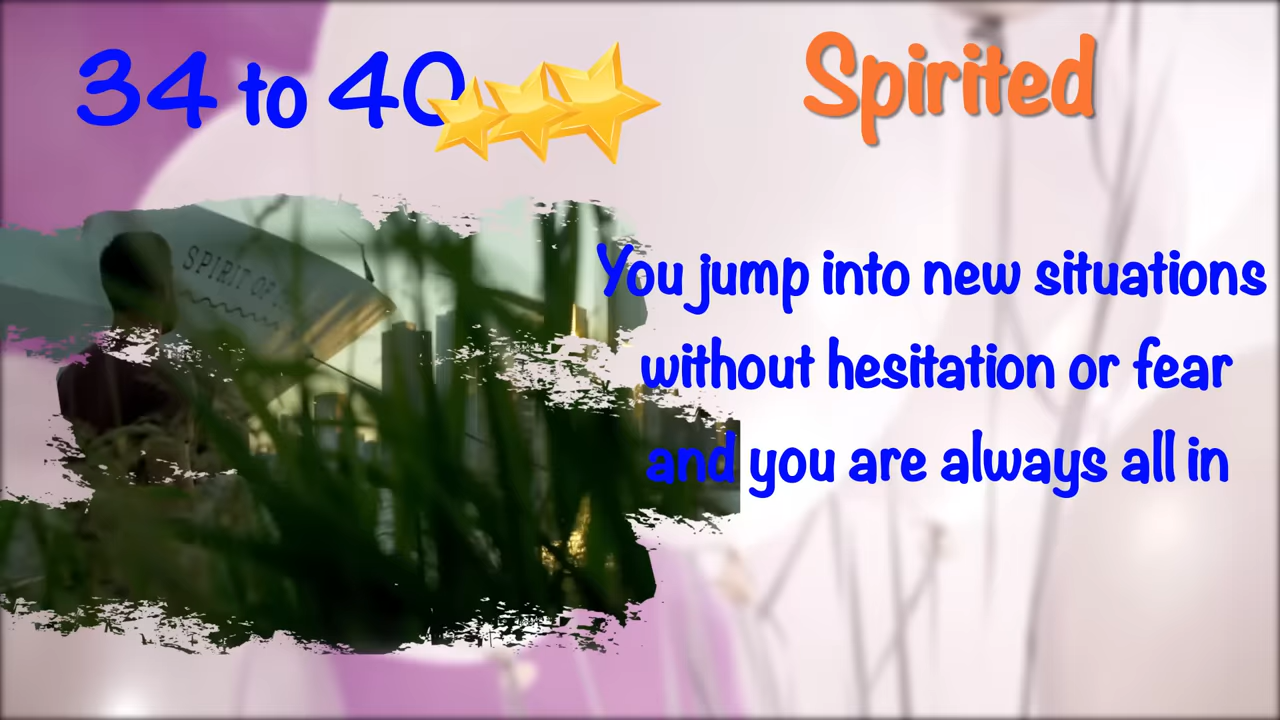 34 to 40
Spirited
SPIRIT OF
You jump into new situations
without hesitation or fear
and you are always all in